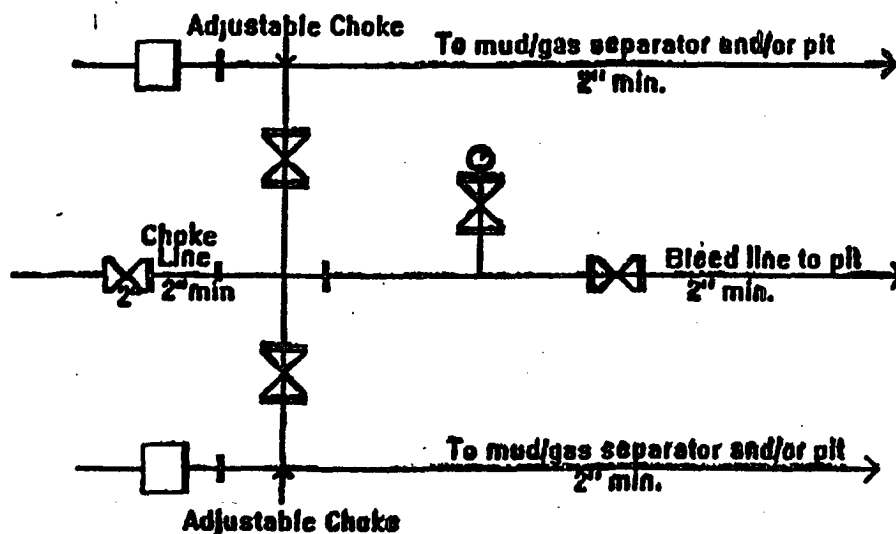 Adjustable Choke
To mud/gas separator and/or pit
2" min.
Choke
Line
2"
2" min
Bleed line to pit
2" min.
To mud/gas separator and/or pit
2" min.
Adjustable Choke